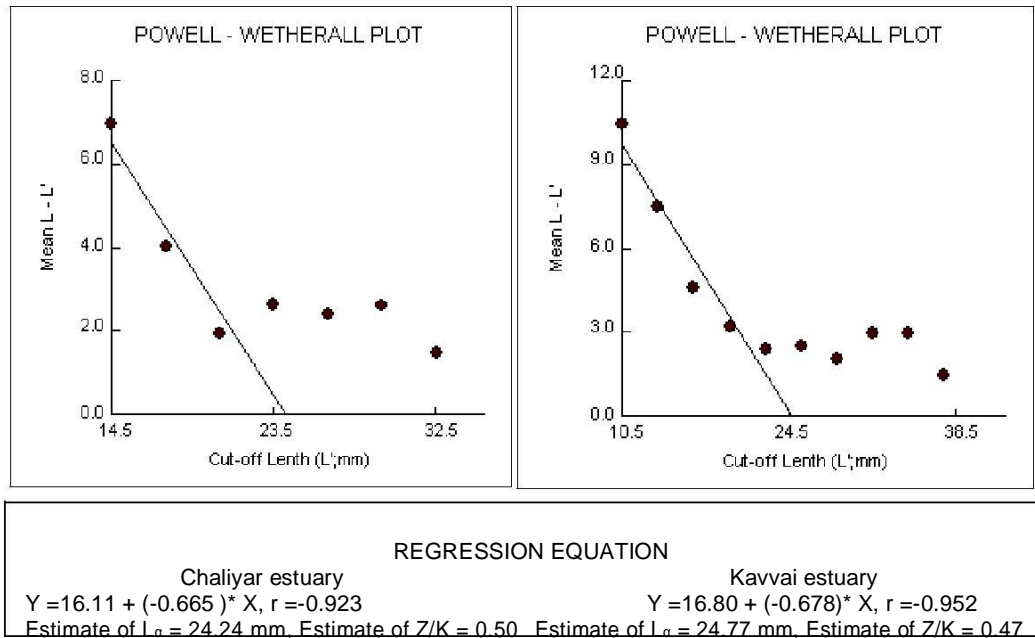 POWELL - WETHERALL PLOT
8.0
6.0
4.0
2.0
0.0
Mean L - L'
14.5 23.5 32.5
Cut-off Lenth (L';mm)
POWELL - WETHERALL PLOT
12.0
9.0
6.0
3.0
0.0
Mean L - L'
10.5 24.5 38.5
Cut-off Lenth (L';mm)
REGRESSION EQUATION
Chaliyar estuary Kavvai estuary
Y =16.11 + (-0.665 )* X, r =-0.923 Y =16.80 + (-0.678)* X, r =-0.952
Estimate of Lα = 24.24 mm, Estimate of Z/K = 0.50 Estimate of Lα = 24.77 mm, Estimate of Z/K = 0.47